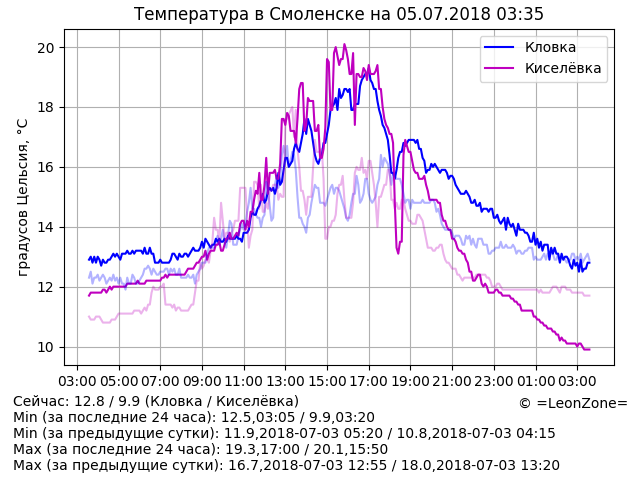 Температура в Смоленске на 05.07.2018 03:35
градусов Цельсия, °C
20
18
16
14
12
10
Кловка
Киселёвка
03:00 05:00 07:00 09:00 11:00 13:00 15:00 17:00 19:00 21:00 23:00 01:00 03:00
Сейчас: 12.8 / 9.9 (Кловка / Киселёвка)
© =LeonZone=
Min (за последние 24 часа): 12.5,03:05 / 9.9,03:20
Min (за предыдущие сутки): 11.9,2018-07-03 05:20 / 10.8,2018-07-03 04:15
Max (за последние 24 часа): 19.3,17:00 / 20.1,15:50
Max (за предыдущие сутки): 16.7,2018-07-03 12:55 / 18.0,2018-07-03 13:20